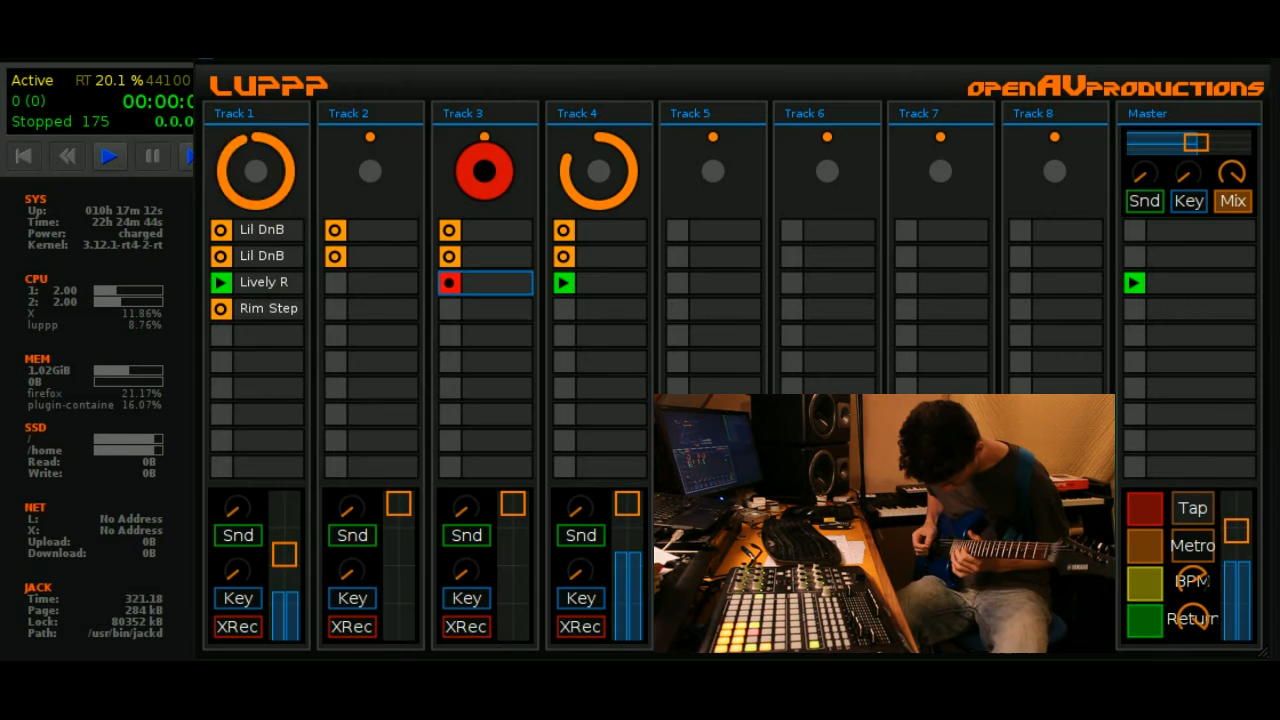 Active RT 20.1 % 44100
0 (0) 00:00:0
Stopped 175 0.0.0
SYS
Up: 010h 17m 12s
Time: 22h 24m 44s
Power: charged
Kernel: 3.12.1-rt4-2-rt
CPU
1: 2.00
2: 2.00
X 11.86%
luppp 8.76%
MEM
1.02GiB
0B
firefox 21.17%
plugin-containe 16.07%
SSD
/
/home
Read: 0B
Write: 0B
NET
L: No Address
X: No Address
Upload: 0B
Download: 0B
JACK
Time: 321.18
Page: 284 kB
Lock: 80352 kB
Path: /usr/bin/jackd
LUPPP openAVproductions
Track 1 Track 2 Track 3 Track 4 Track 5 Track 6 Track 7 Track 8 Master
Snd Key Mix
Lil DnB
Lil DnB
Lively R
Rim Step
Snd Snd Snd Snd
Key Key Key Key
XRec XRec XRec XRec
Tap
Metro
BPM
Return